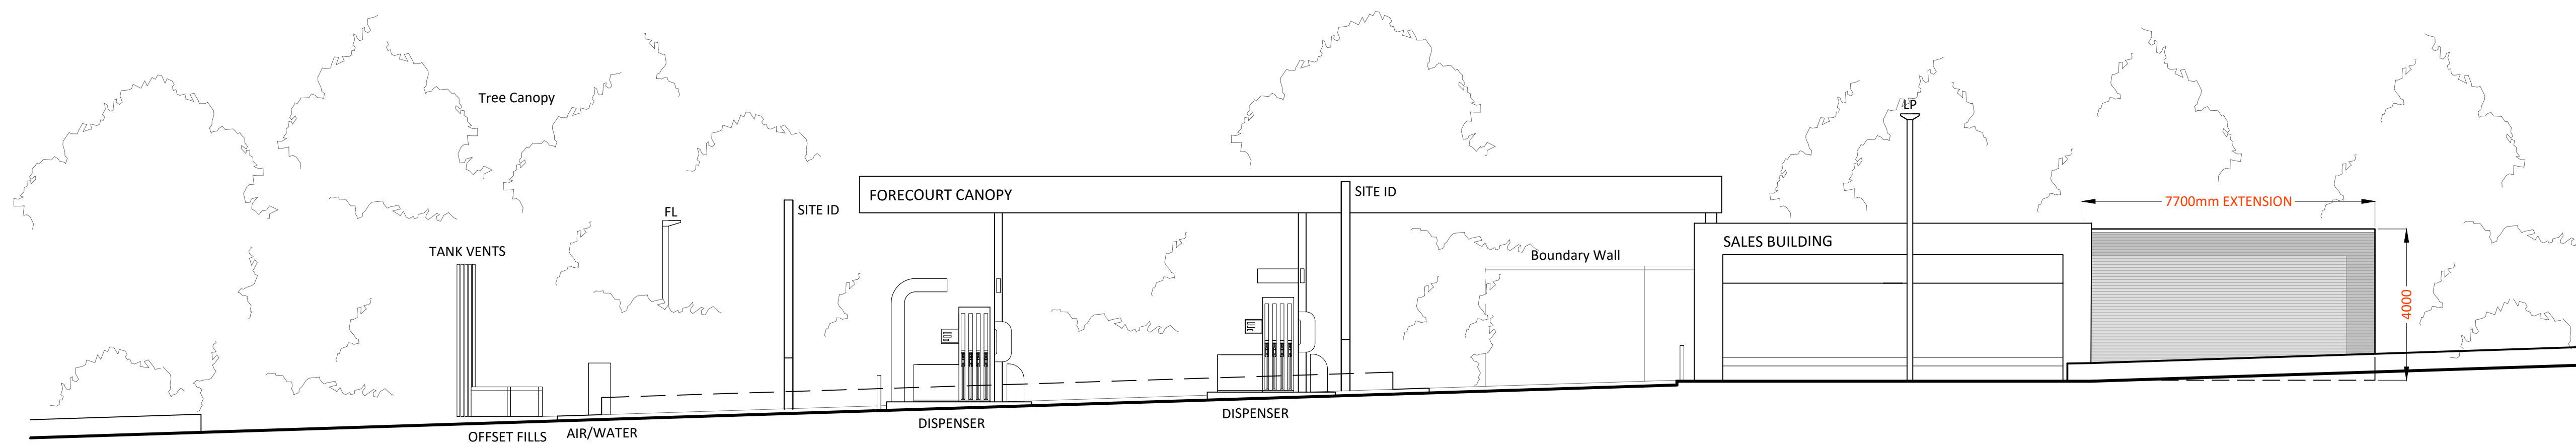 Tree Canopy
LP
FORECOURT CANOPY
SITE ID
7700mm EXTENSION
FL
SITE ID
TANK VENTS
SALES BUILDING
Boundary Wall
4000
DISPENSER
DISPENSER
OFFSET FILLS
AIR/WATER